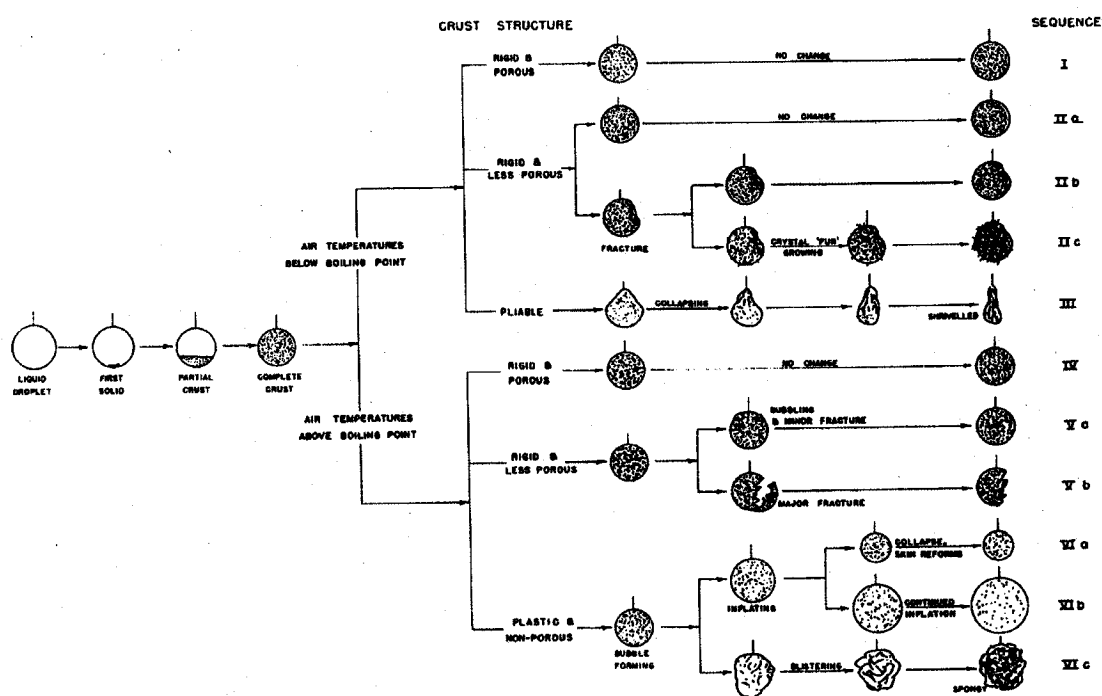 CRUST STRUCTURE
SEQUENCE
RIGID &
POROUS
NO CHANGE
I
NO CHANGE
II a
RIGID &
LESS POROUS
II b
FRACTURE
CRYSTAL 'FUR'
GROWING
II c
AIR TEMPERATURES
BELOW BOILING POINT
PLIABLE
COLLAPSING
SHRIVELLED
III
LIQUID
DROPLET
FIRST
SOLID
PARTIAL
CRUST
COMPLETE
CRUST
RIGID &
POROUS
NO CHANGE
IV
AIR TEMPERATURES
ABOVE BOILING POINT
BUBBLING
& MINOR FRACTURE
V a
RIGID &
LESS POROUS
MAJOR FRACTURE
V b
COLLAPSE,
SKIN REFORMS
VI a
INFLATING
CONTINUED
INFLATION
VI b
PLASTIC &
NON-POROUS
BUBBLE
FORMING
BLISTERING
SPONGY
VI c